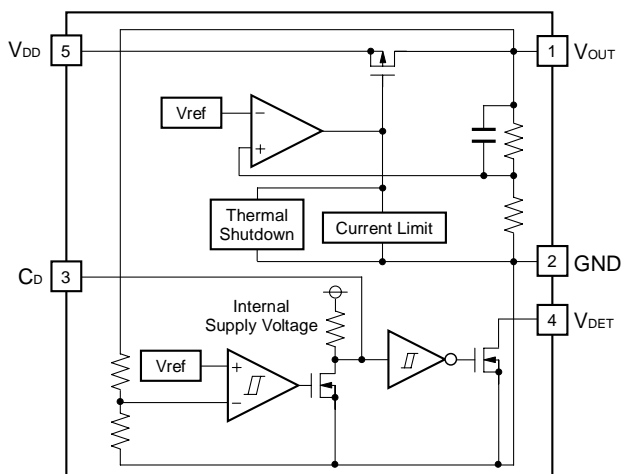 VDD 5
1 VOUT
Vref
−
+
Thermal
Shutdown
Current Limit
2 GND
CD 3
Internal
Supply Voltage
4 VDET
Vref
+
−